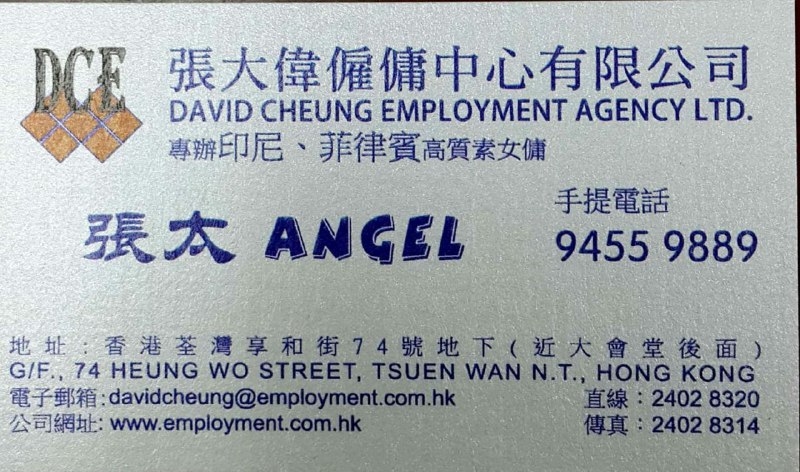 DCE
張大偉僱傭中心有限公司
DAVID CHEUNG EMPLOYMENT AGENCY LTD.
專辦印尼、菲律賓高質素女傭
張太 ANGEL
手提電話
9455 9889
地址:香港荃灣享和街74號地下(近大會堂後面)
G/F., 74 HEUNG WO STREET, TSUEN WAN N.T., HONG KONG
電子郵箱:davidcheung@employment.com.hk 直線:2402 8320
公司網址: www.employment.com.hk 傳真:2402 8314